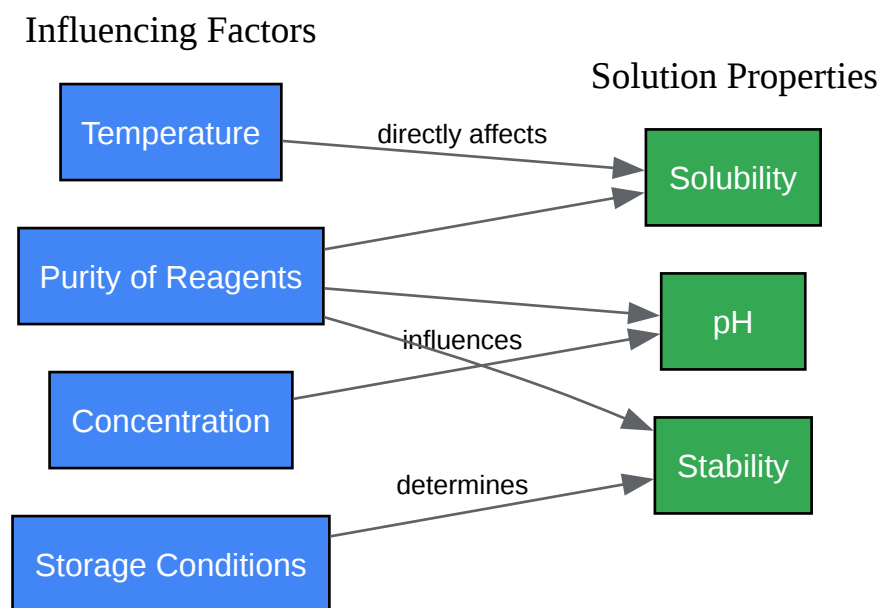 Influencing Factors
Solution Properties
Temperature
directly affects
Solubility
Purity of Reagents
pH
influences
Concentration
Stability
determines
Storage Conditions